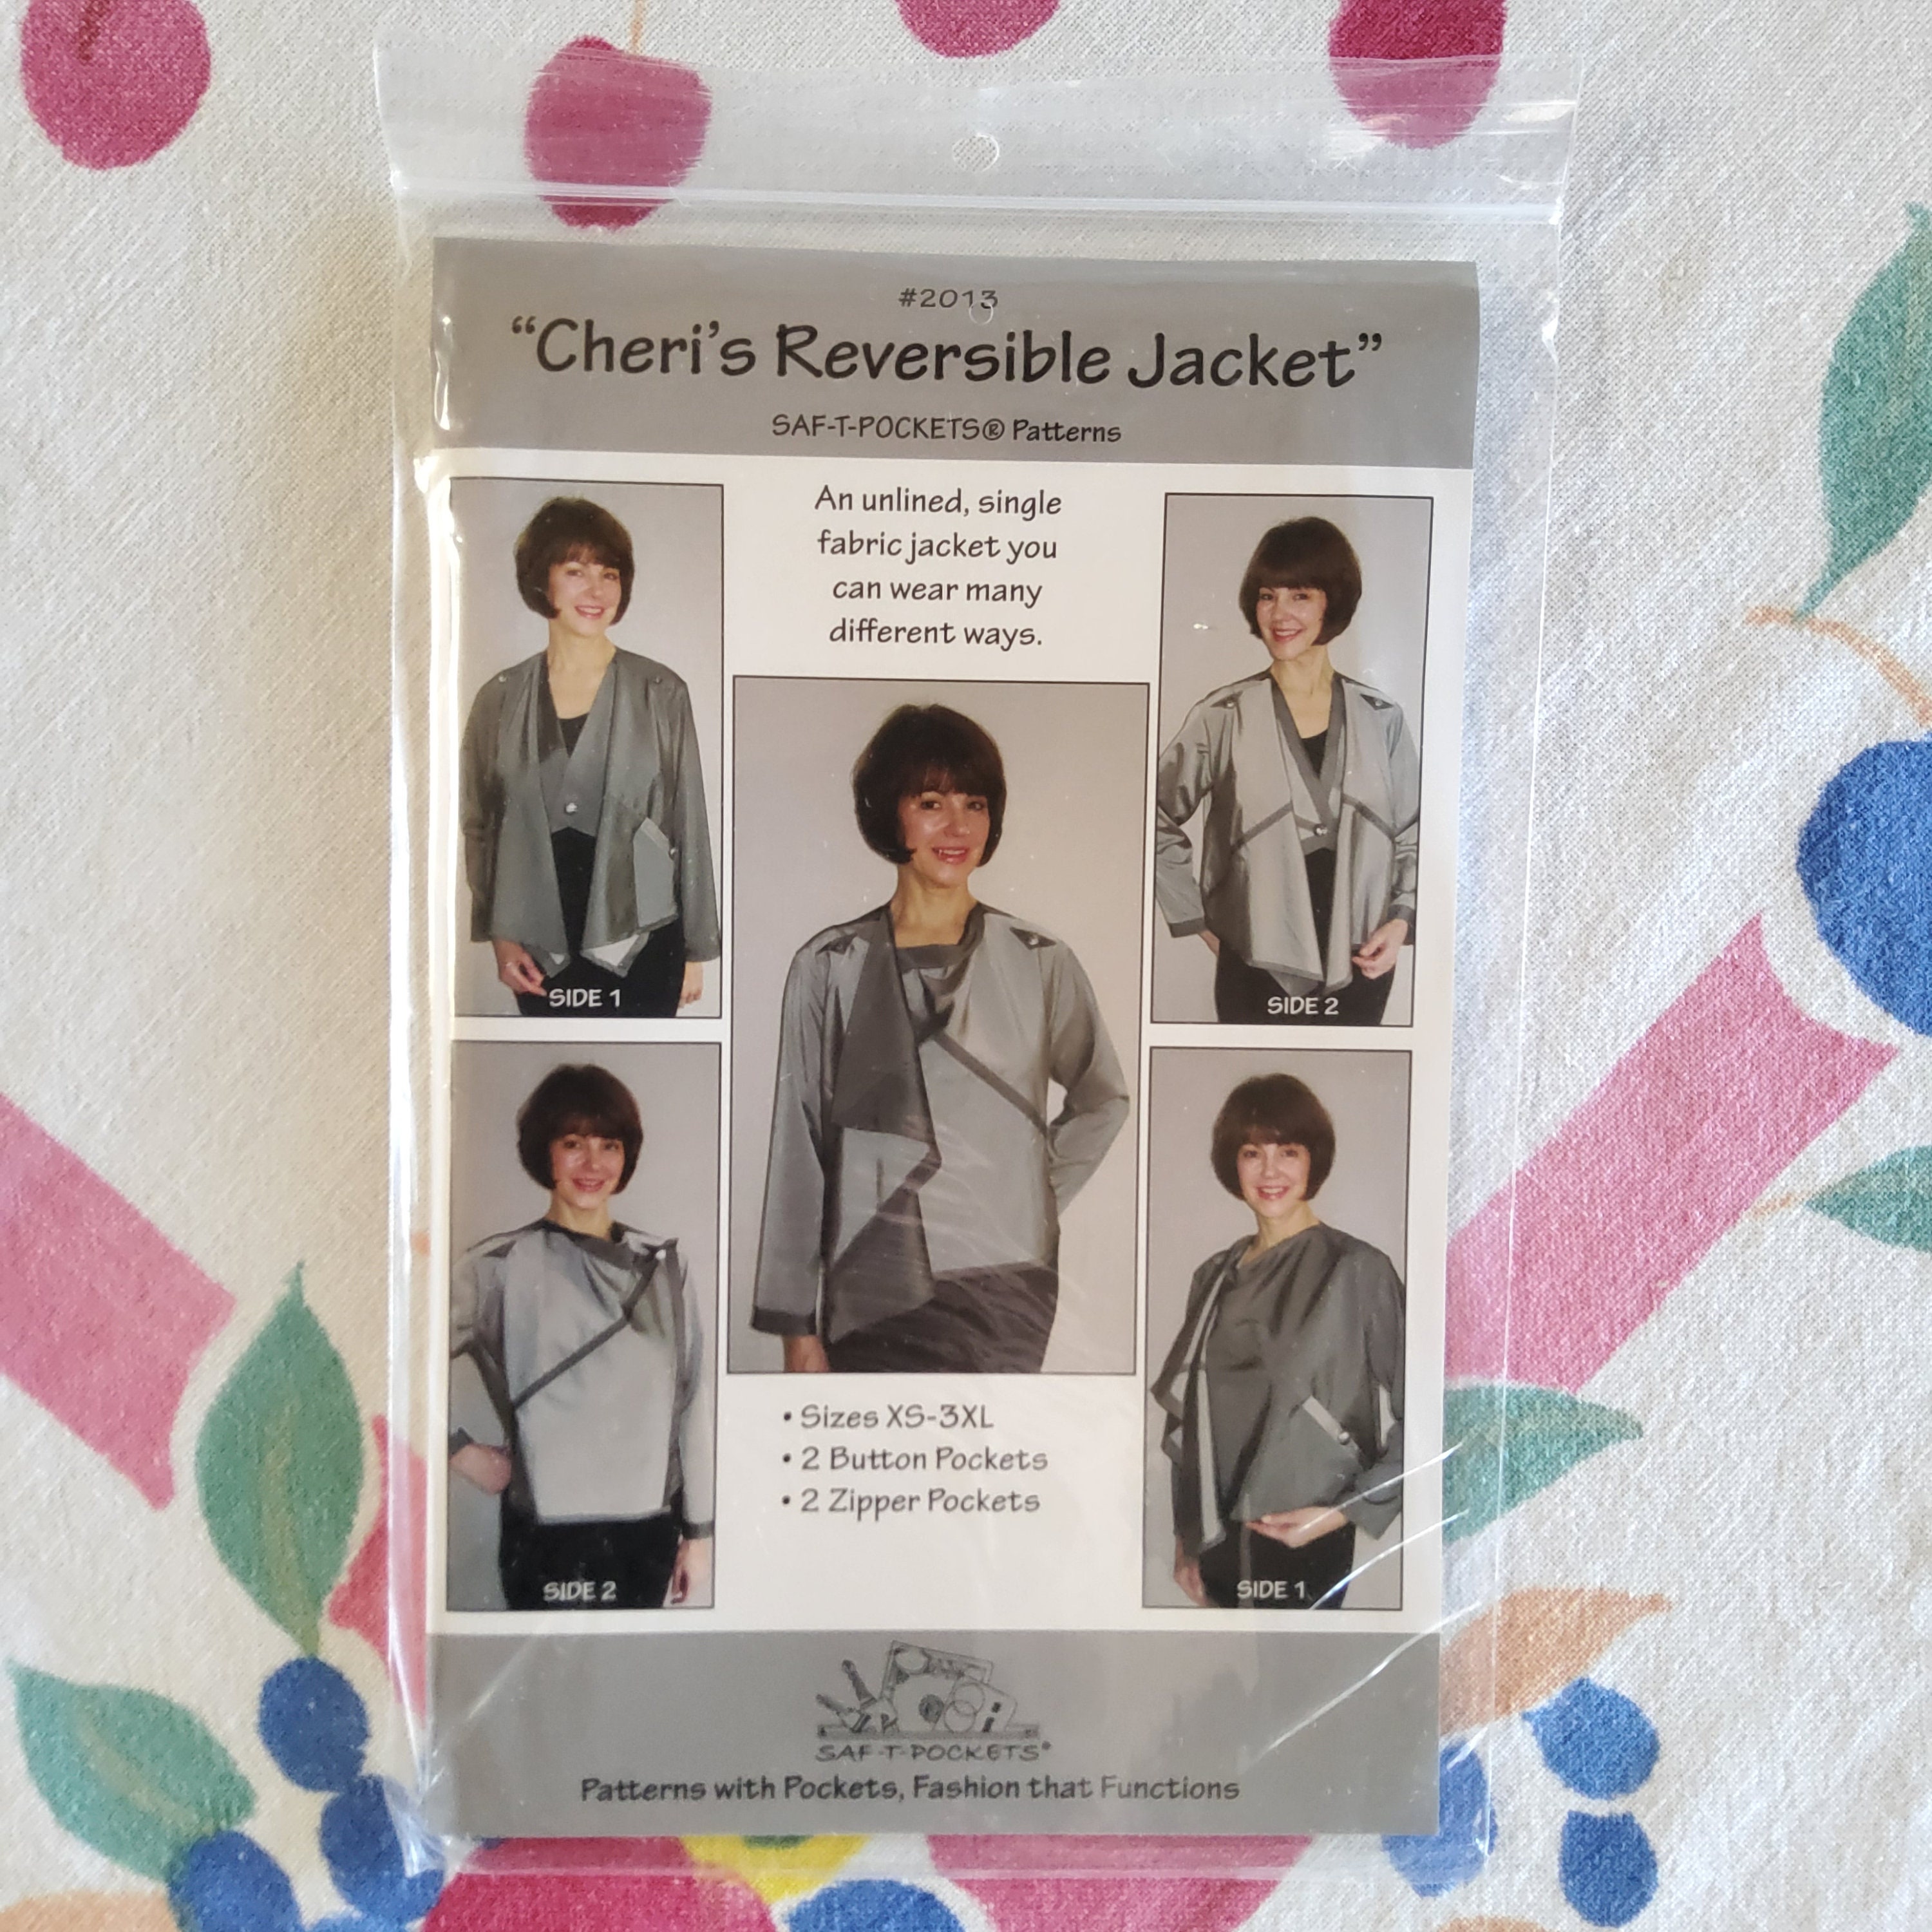 #2013
“Cheri’s Reversible Jacket”
SAF-T-POCKETS® Patterns
An unlined, single
fabric jacket you
can wear many
different ways.
SIDE 1
SIDE 2
• Sizes XS-3XL
• 2 Button Pockets
• 2 Zipper Pockets
SIDE 2
SIDE 1
SAF-T-POCKETS®
Patterns with Pockets, Fashion that Functions